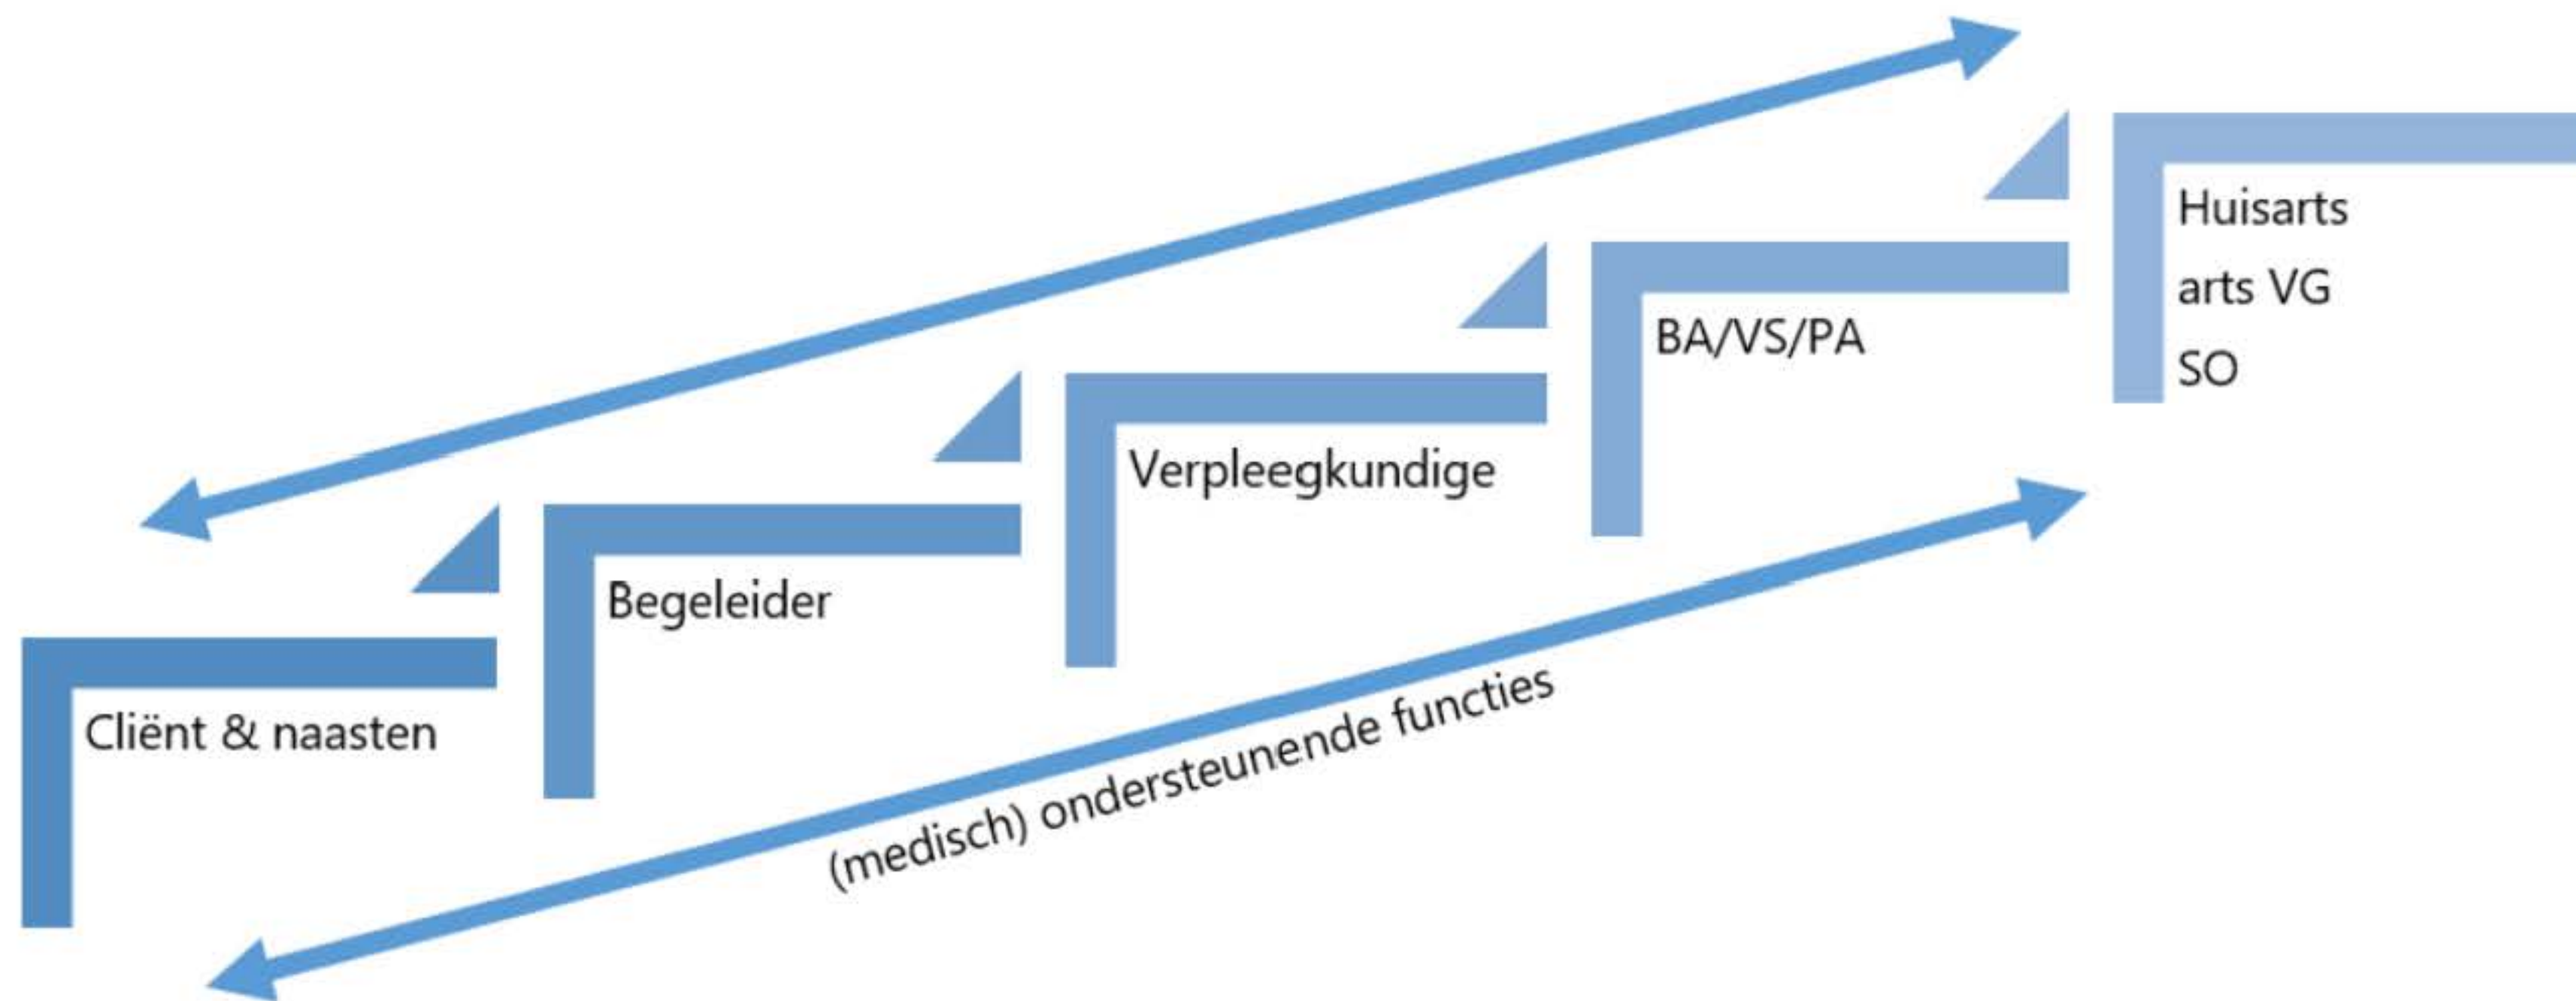 Huisarts
arts VG
SO
BA/VS/PA
Verpleegkundige
Begeleider
Cliënt & naasten
(medisch) ondersteunende functies